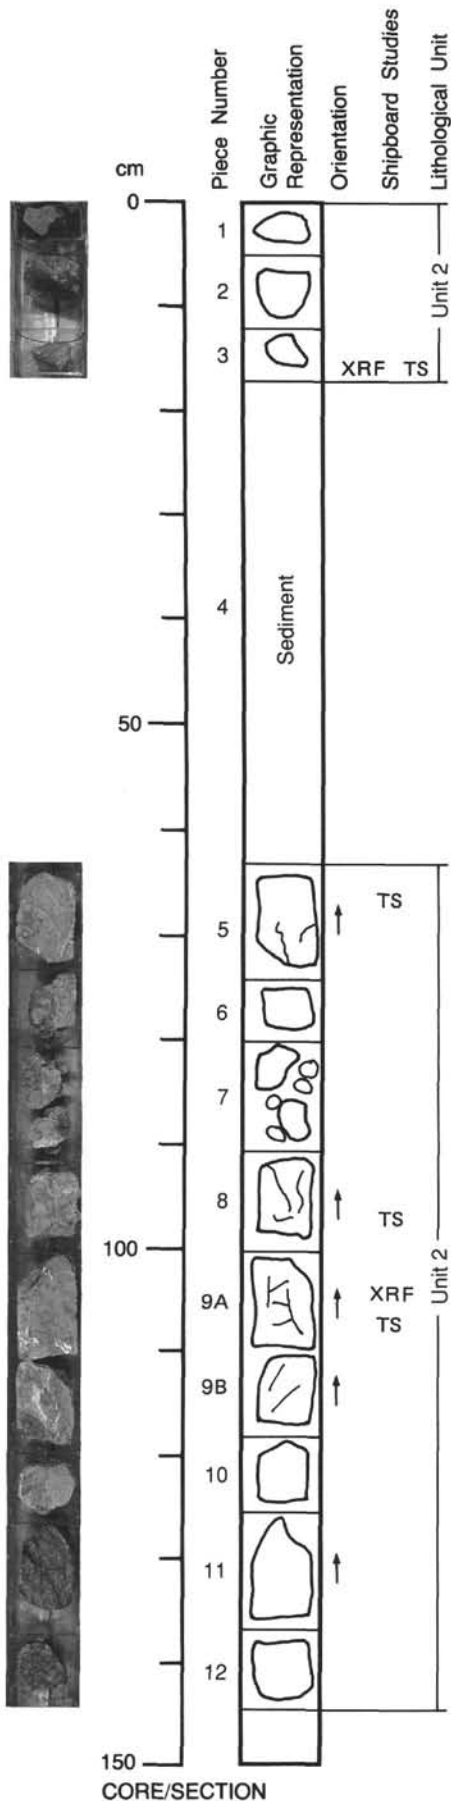 cm
Piece Number
Graphic
Representation
Orientation
Shipboard Studies
Lithological Unit
0
1
2
Unit 2
3
XRF TS
4
Sediment
50
5
TS
6
7
8
TS
100
Unit 2
9A
XRF
TS
9B
10
11
12
150
CORE/SECTION